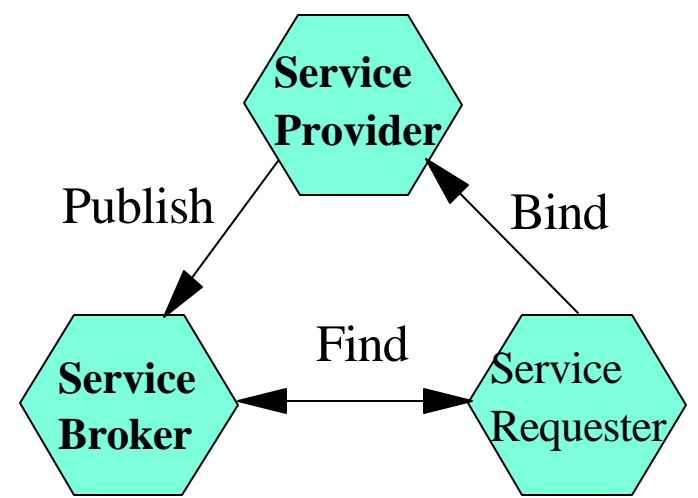 Service
Provider
Publish
Bind
Find
Service
Broker
Service
Requester